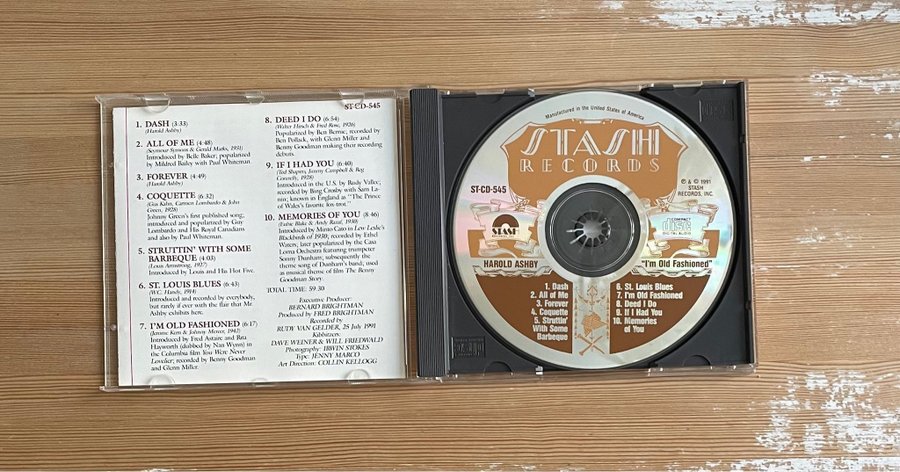 ST-CD-545
1. DASH (3:33)
(Harold Ashby)
2. ALL OF ME (4:48)
(Seymour Symons & Gerald Marks, 1931)
Introduced by Belle Baker; popularized
by Mildred Bailey with Paul Whiteman.
3. FOREVER (4:49)
(Harold Ashby)
4. COQUETTE (6:32)
(Gus Kahn, Carmen Lombardo & John
Green, 1928)
Johnny Green's first published song;
introduced and popularized by Guy
Lombardo and His Royal Canadians
and also by Paul Whiteman.
5. STRUTTIN' WITH SOME
BARBEQUE (4:03)
(Louis Armstrong, 1927)
Introduced by Louis and His Hot Five.
6. ST. LOUIS BLUES (6:43)
(W.C. Handy, 1914)
Introduced and recorded by everybody,
but rarely if ever with the flair that Mr.
Ashby exhibits here.
7. I'M OLD FASHIONED (6:17)
(Jerome Kern & Johnny Mercer, 1942)
Introduced by Fred Astaire and Rita
Hayworth (dubbed by Nan Wynn) in
the Columbia film You Were Never
Lovelier; recorded by Benny Goodman
and Glenn Miller.
8. DEED I DO (6:54)
(Walter Hirsch & Fred Rose, 1926)
Popularized by Ben Bernie; recorded by
Ben Pollack, with Glenn Miller and
Benny Goodman making their
recording debuts.
9. IF I HAD YOU (6:40)
(Ted Shapiro, Jimmy Campbell & Reg
Connelly, 1928)
Introduced in the U.S. by Rudy Vallee;
recorded by Bing Crosby with Sam La-
nin; known in England as "The Prince
of Wales's favorite fox-trot."
10. MEMORIES OF YOU (8:46)
(Eubie Blake & Andy Razaf, 1930)
Introduced by Minto Cato in Lew Leslie's
Blackbirds of 1930; recorded by Ethel
Waters; later popularized by the Casa
Loma Orchestra featuring trumpeter
Sonny Dunham; subsequently the
theme song of Dunham's band; used
as musical theme of film The Benny
Goodman Story.
TOTAL TIME: 59:30
Executive Producer:
BERNARD BRIGHTMAN
Produced by FRED BRIGHTMAN
Recorded by
RUDY VAN GELDER, 25 July 1991
Kibbitzers:
DAVE WEINER & WILL FRIEDWALD
Photography: IRWIN STOKES
Type: JENNY MARCO
Art Direction: COLLIN KELLOGG
Manufactured in the United States of America
STASH
RECORDS
ST-CD-545
℗ & © 1991
STASH
RECORDS, INC.
STASH
COMPACT
disc
DIGITAL AUDIO
HAROLD ASHBY
"I'm Old Fashioned"
1. Dash
2. All of Me
3. Forever
4. Coquette
5. Struttin'
With Some
Barbeque
6. St. Louis Blues
7. I'm Old Fashioned
8. Deed I Do
9. If I Had You
10. Memories
of You